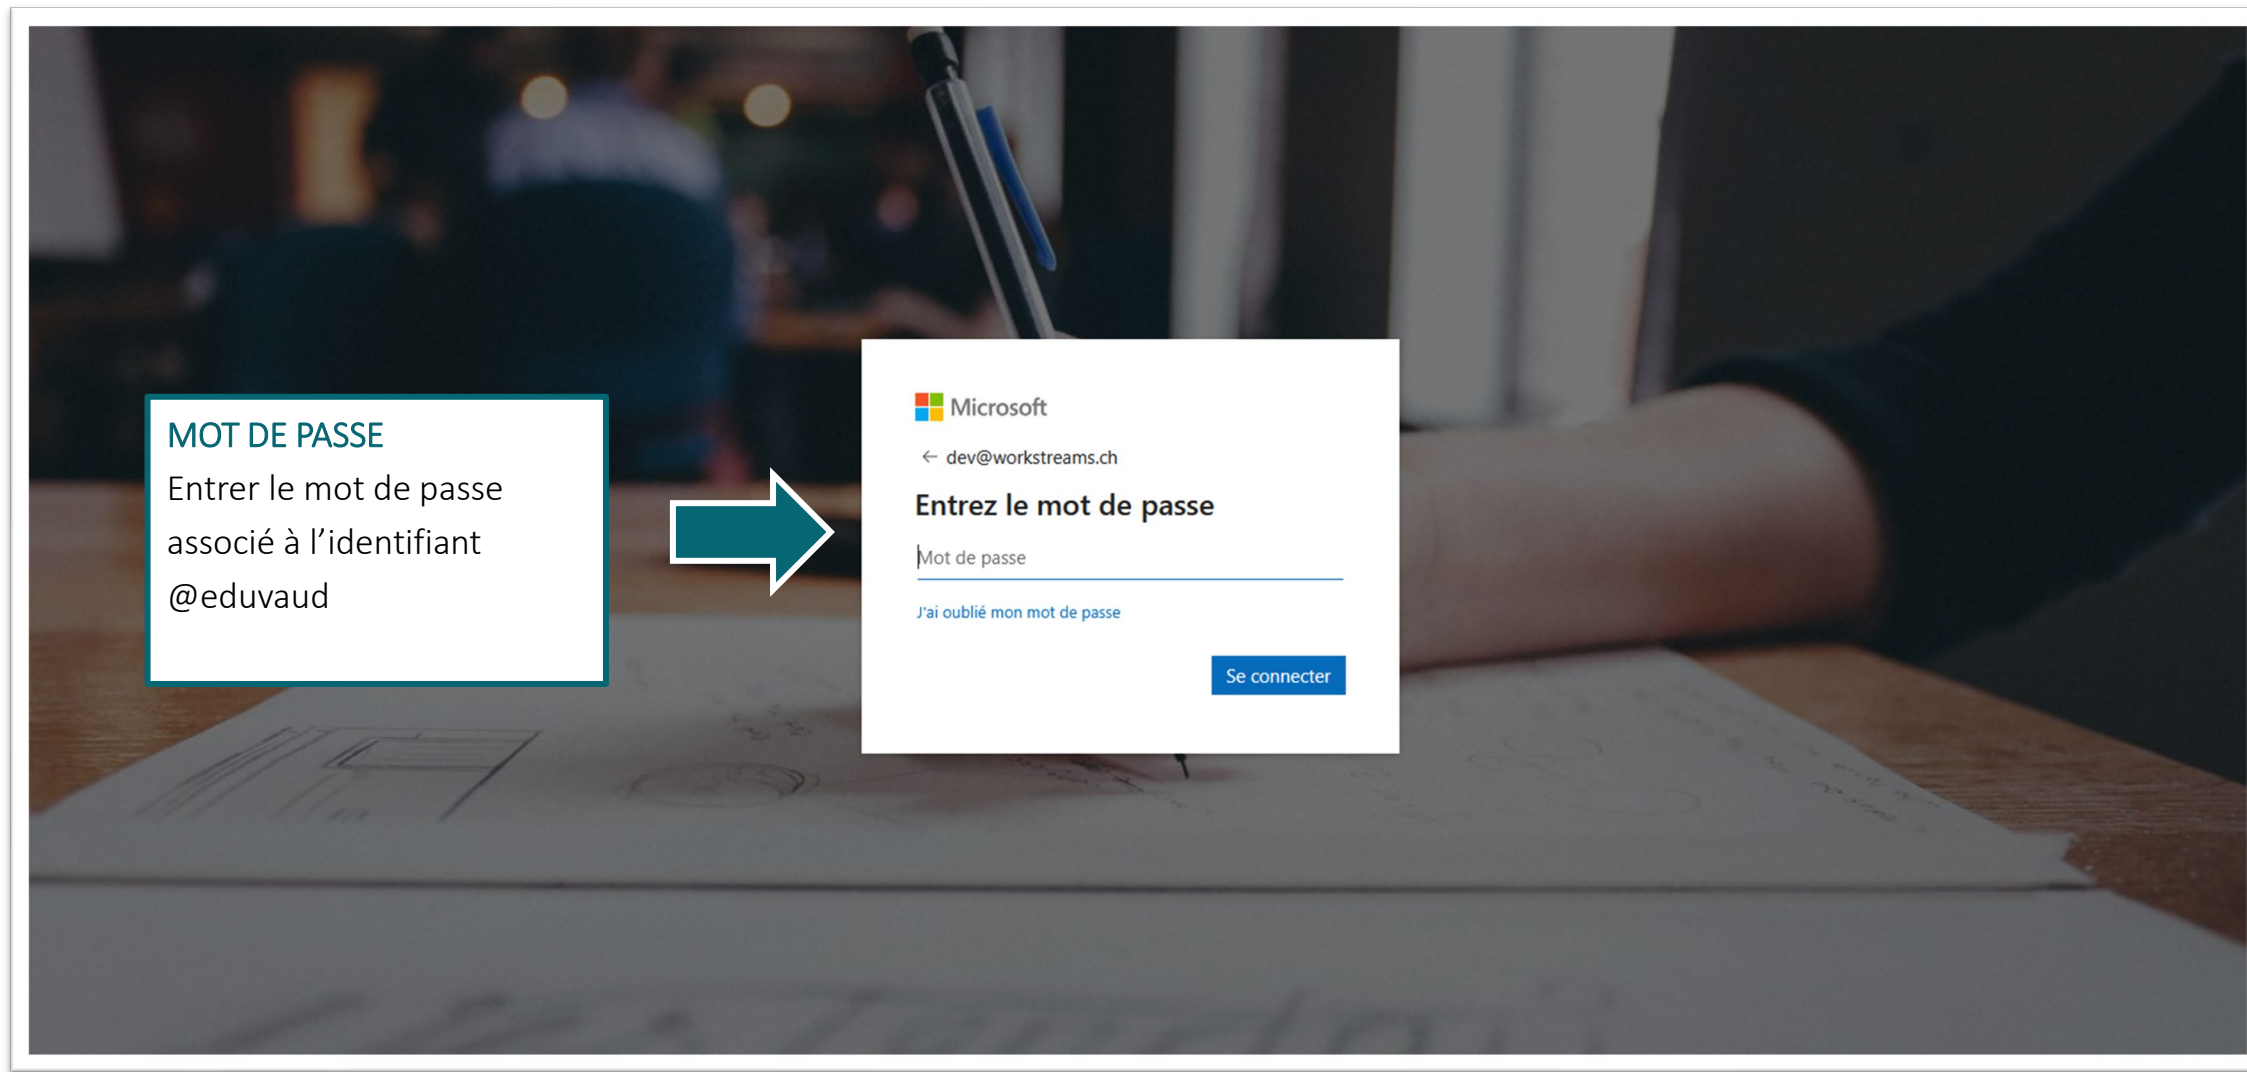 MOT DE PASSE
Entrer le mot de passe
associé à l’identifiant
@eduvaud
Microsoft
← dev@workstreams.ch
Entrez le mot de passe
Mot de passe
J'ai oublié mon mot de passe
Se connecter